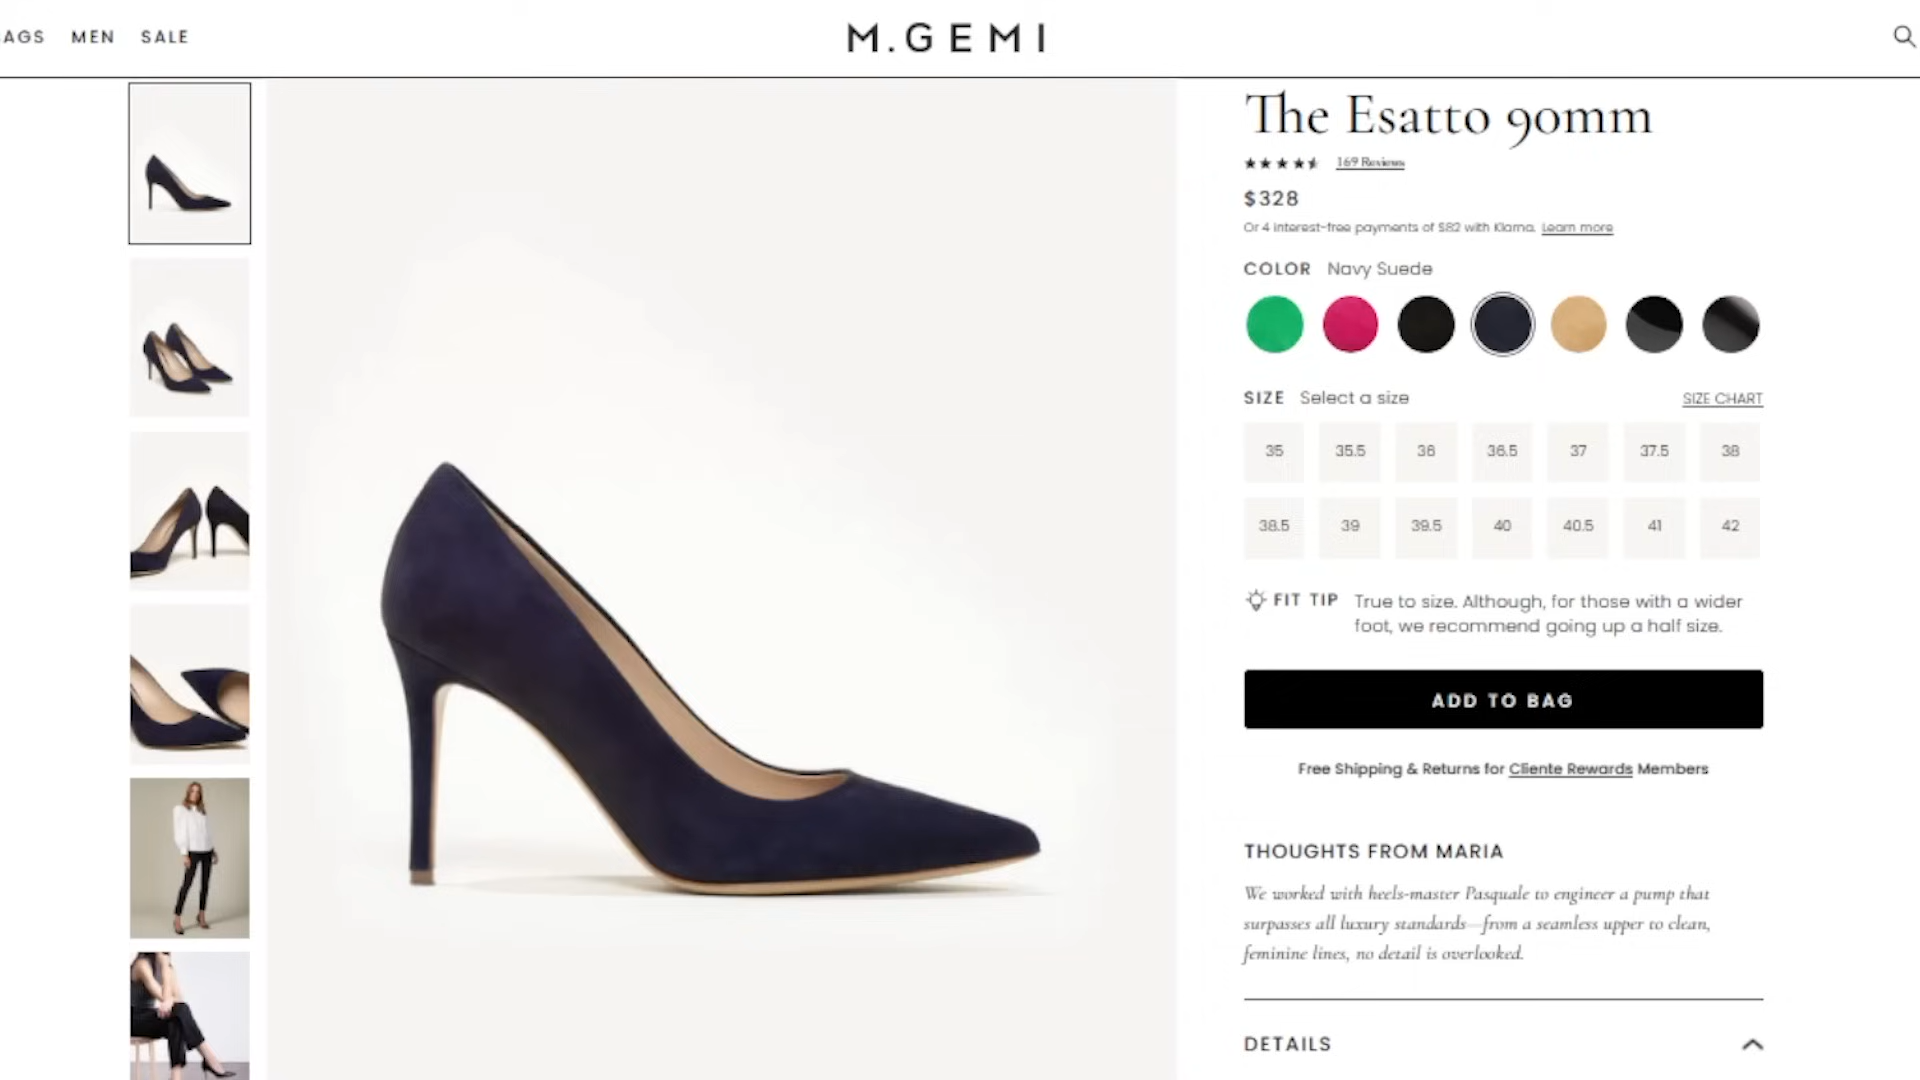 AGS MEN SALE
M.GEMI
The Esatto 90mm
169 Reviews
$328
Or 4 interest-free payments of $82 with Klarna. Learn more
COLOR Navy Suede
SIZE Select a size
SIZE CHART
35 35.5 36 36.5 37 37.5 38
38.5 39 39.5 40 40.5 41 42
FIT TIP True to size. Although, for those with a wider
foot, we recommend going up a half size.
ADD TO BAG
Free Shipping & Returns for Cliente Rewards Members
THOUGHTS FROM MARIA
We worked with heels-master Pasquale to engineer a pump that
surpasses all luxury standards—from a seamless upper to clean,
feminine lines, no detail is overlooked.
DETAILS